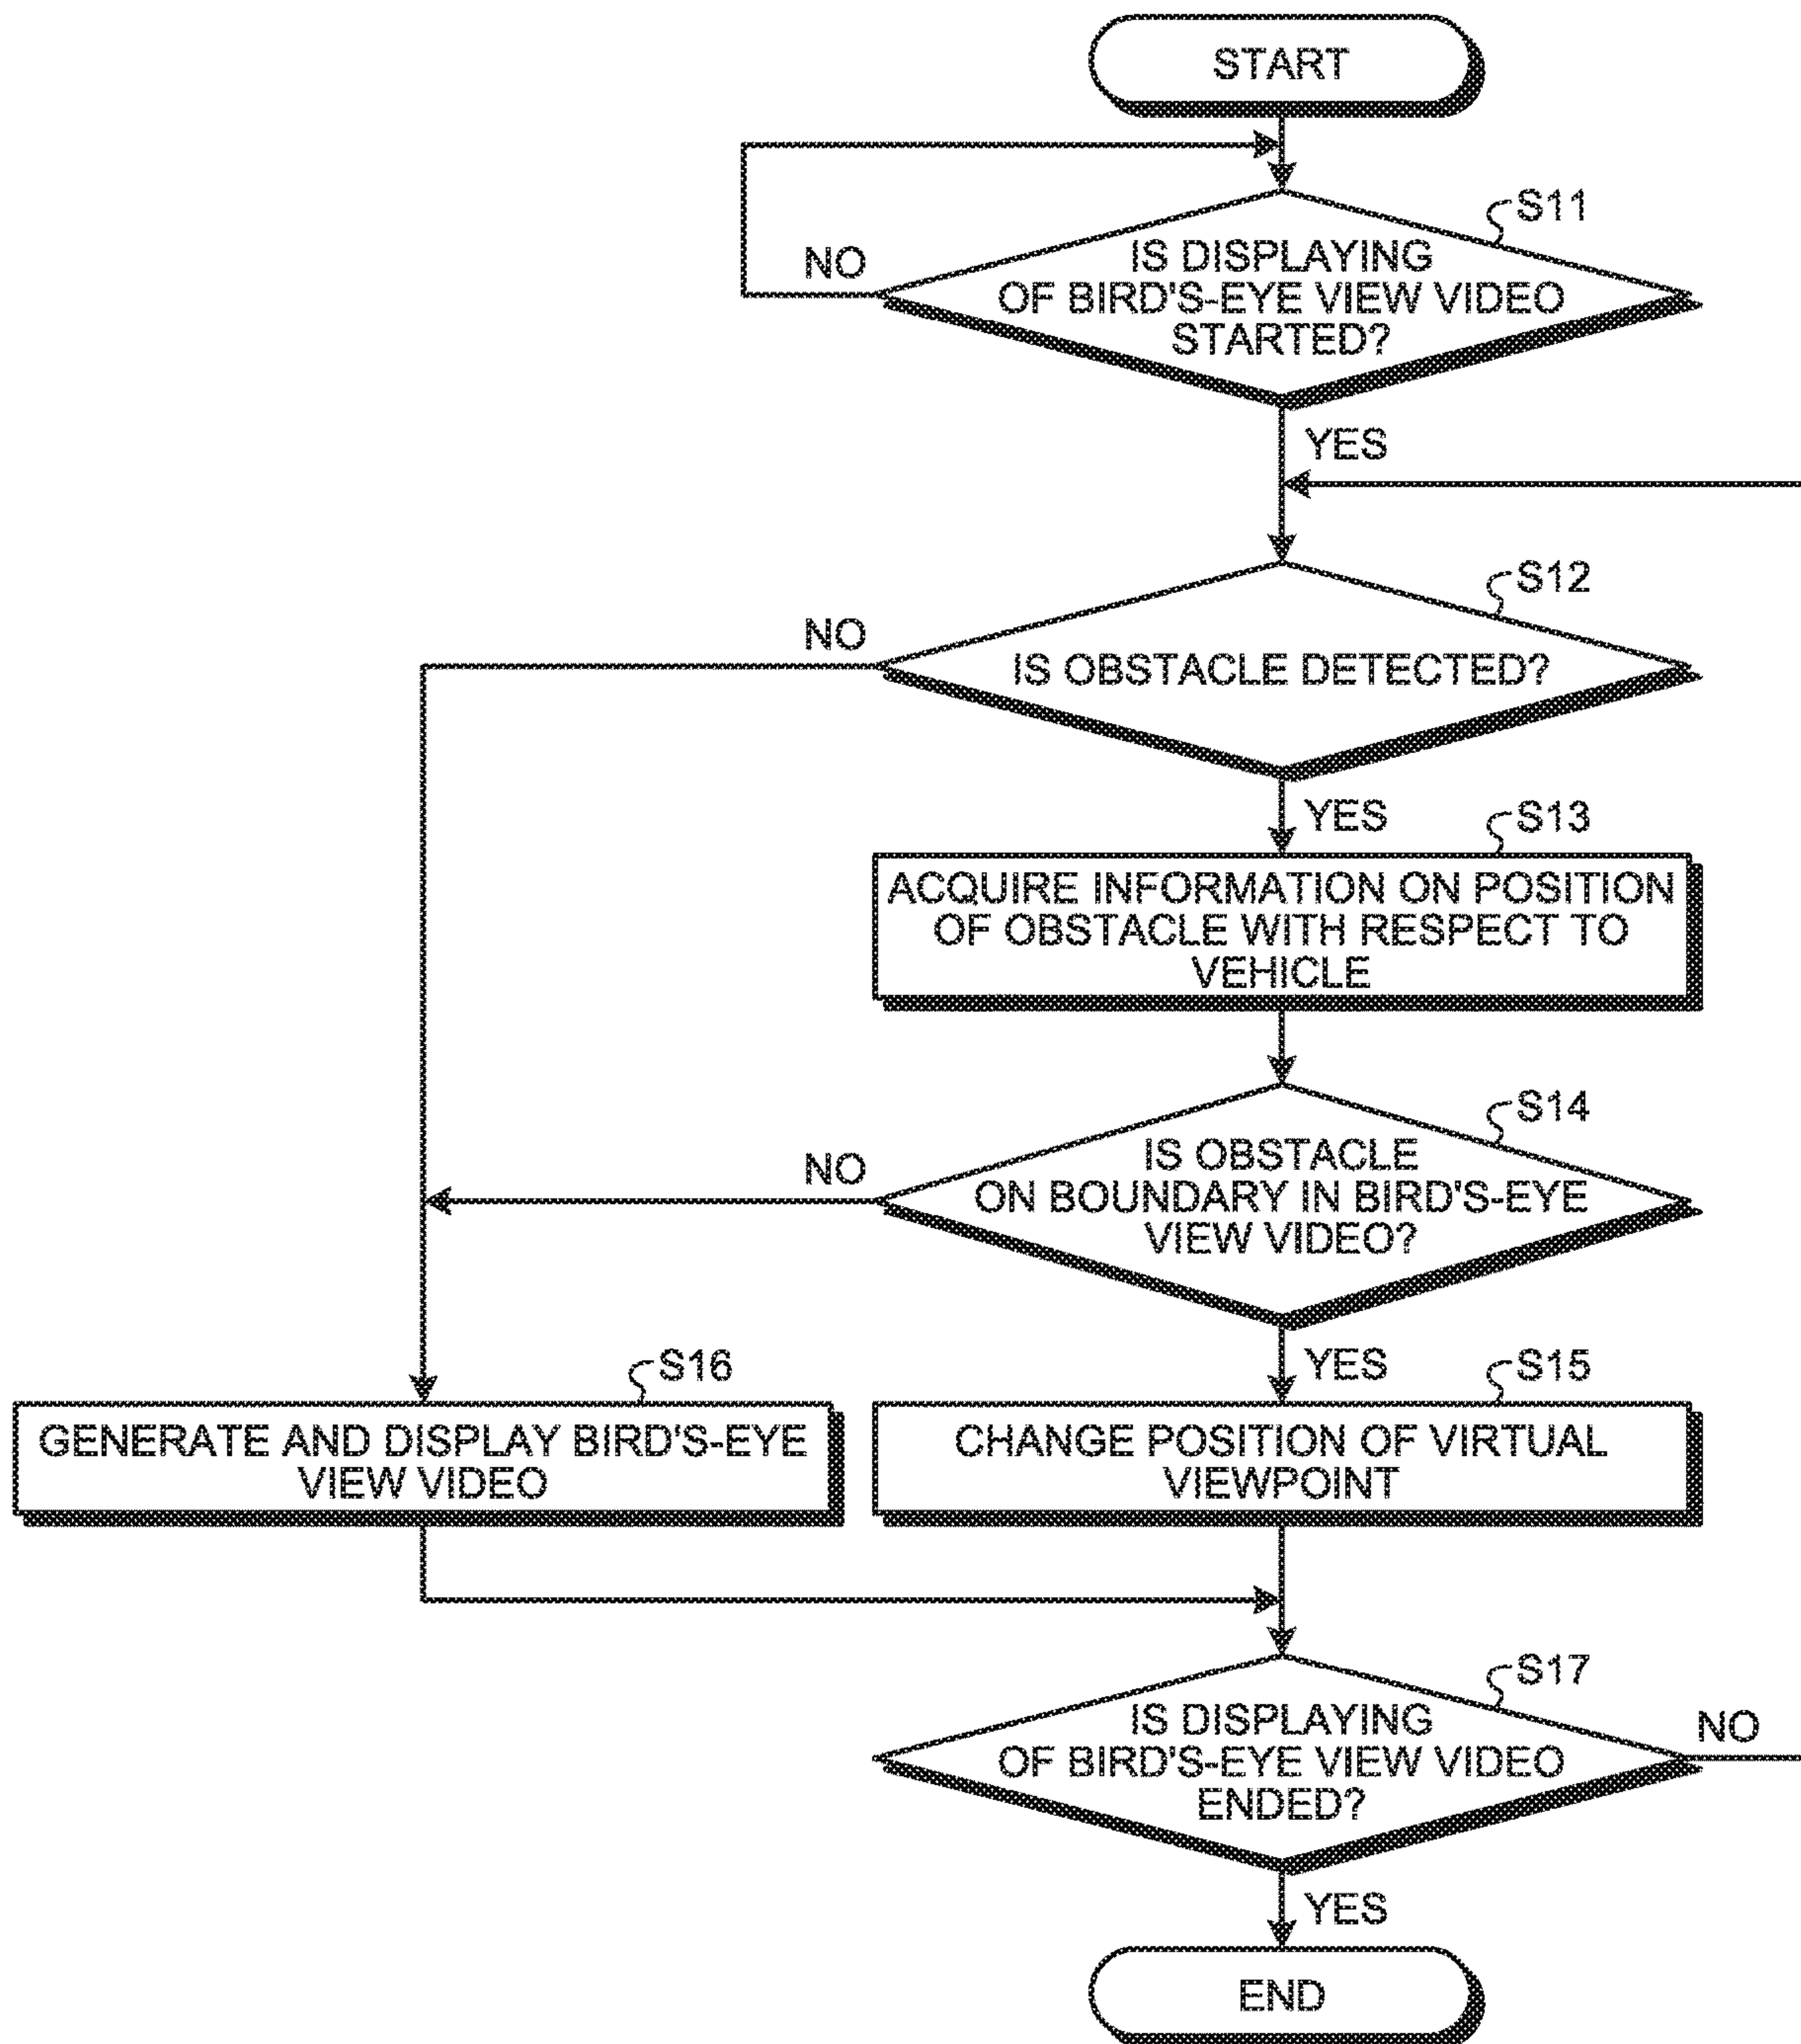 START
S11
NO
IS DISPLAYING
OF BIRD'S-EYE VIEW VIDEO
STARTED?
YES
S12
NO
IS OBSTACLE DETECTED?
YES
S13
ACQUIRE INFORMATION ON POSITION
OF OBSTACLE WITH RESPECT TO
VEHICLE
S14
NO
IS OBSTACLE
ON BOUNDARY IN BIRD'S-EYE
VIEW VIDEO?
YES
S16
S15
GENERATE AND DISPLAY BIRD'S-EYE
VIEW VIDEO
CHANGE POSITION OF VIRTUAL
VIEWPOINT
S17
IS DISPLAYING
OF BIRD'S-EYE VIEW VIDEO
ENDED?
NO
YES
END